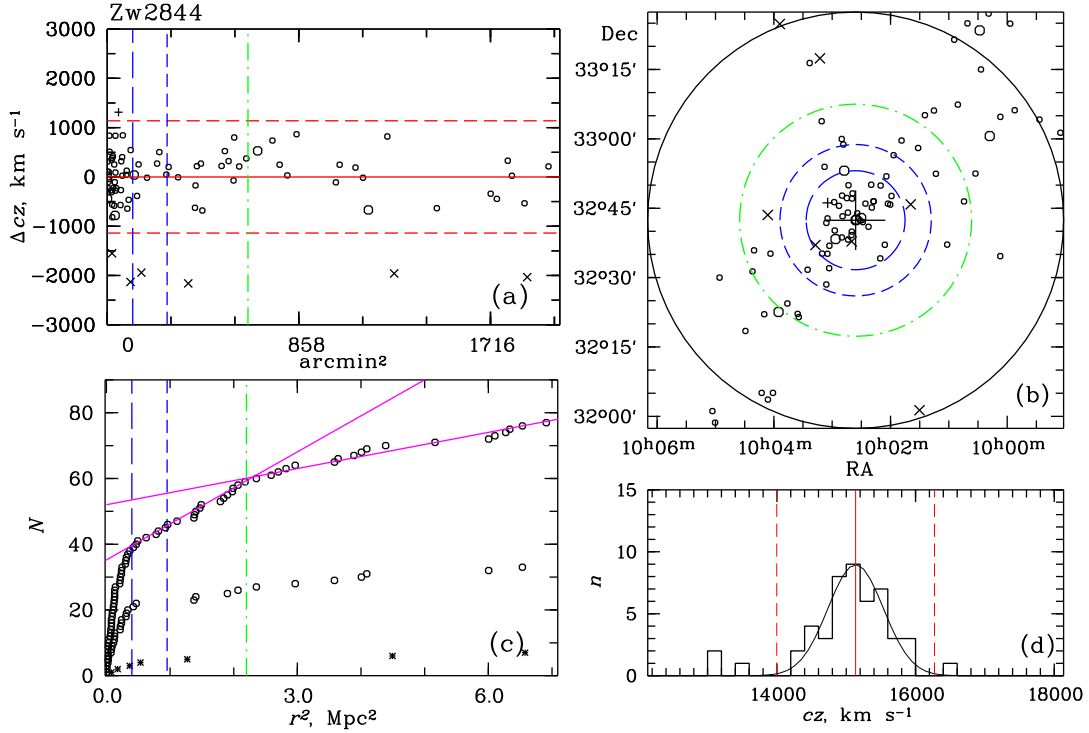 Zw2844
3000
2000
1000
0
−1000
−2000
−3000
Δcz, km s⁻¹
(a)
0 858 1716
arcmin²
Dec
33°15′
33°00′
32°45′
32°30′
32°15′
32°00′
(b)
10ʰ06ᵐ 10ʰ04ᵐ 10ʰ02ᵐ 10ʰ00ᵐ
RA
80
60
40
20
0
N
(c)
0.0 3.0 6.0
r², Mpc²
15
10
5
0
n
(d)
14000 16000 18000
cz, km s⁻¹